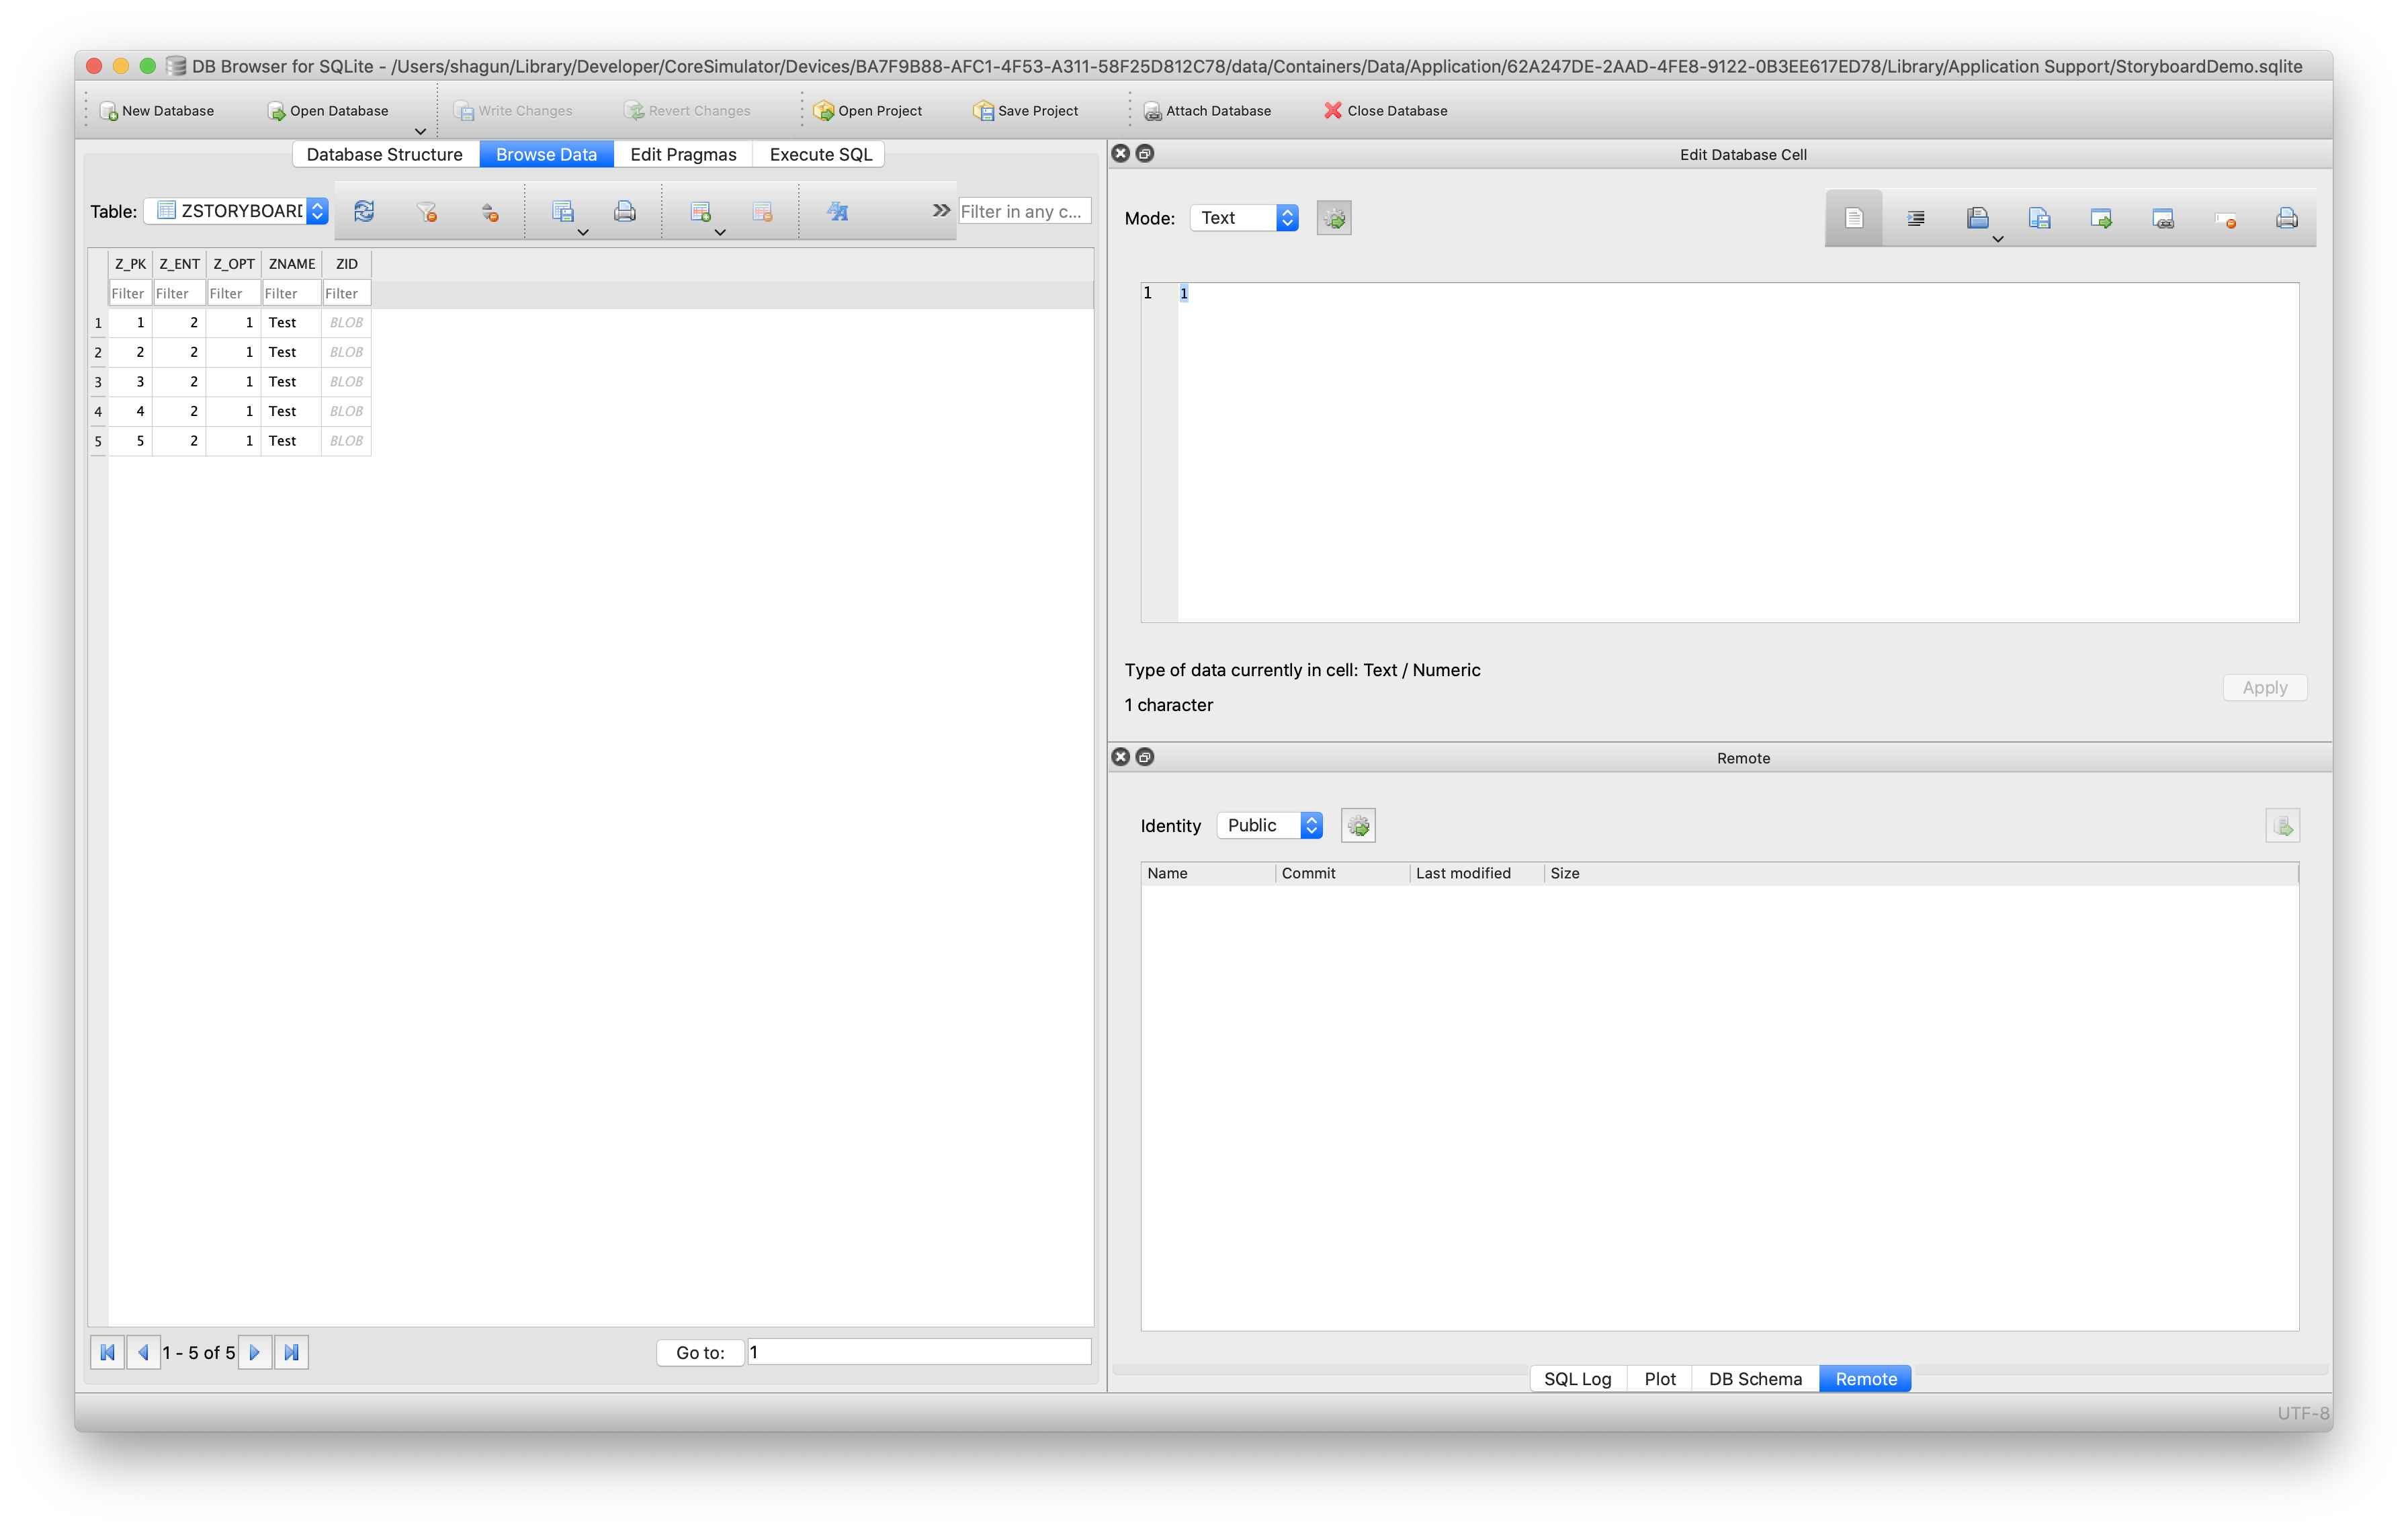 DB Browser for SQLite - /Users/shagun/Library/Developer/CoreSimulator/Devices/BA7F9B88-AFC1-4F53-A311-58F25D812C78/data/Containers/Data/Application/62A247DE-2AAD-4FE8-9122-0B3EE617ED78/Library/Application Support/StoryboardDemo.sqlite
New Database Open Database Write Changes Revert Changes Open Project Save Project Attach Database Close Database
Database Structure Browse Data Edit Pragmas Execute SQL
Table: ZSTORYBOARD Filter in any c...
Z_PK Z_ENT Z_OPT ZNAME ZID
Filter Filter Filter Filter Filter
1 1 2 1 Test BLOB
2 2 2 1 Test BLOB
3 3 2 1 Test BLOB
4 4 2 1 Test BLOB
5 5 2 1 Test BLOB
1 - 5 of 5 Go to: 1
Edit Database Cell
Mode: Text
1 1
Type of data currently in cell: Text / Numeric
1 character
Apply
Remote
Identity Public
Name Commit Last modified Size
SQL Log Plot DB Schema Remote
UTF-8